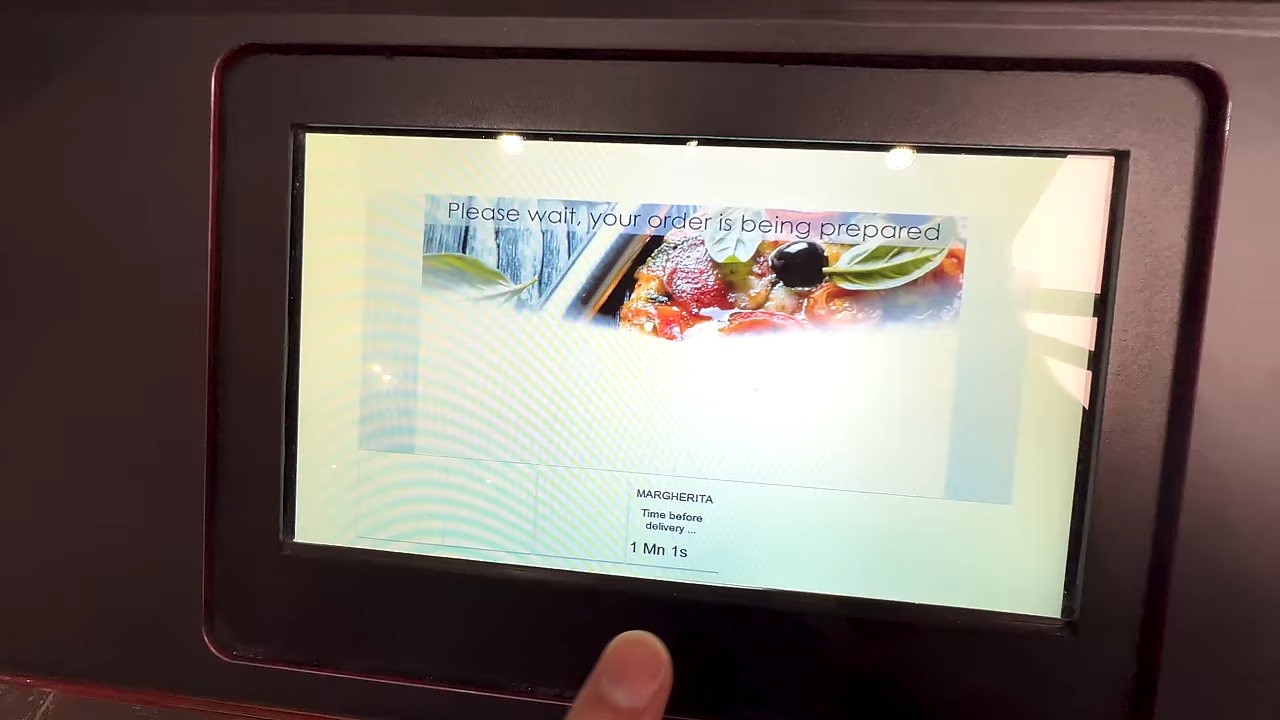 Please wait, your order is being prepared
MARGHERITA
Time before
delivery ...
1 Mn 1s